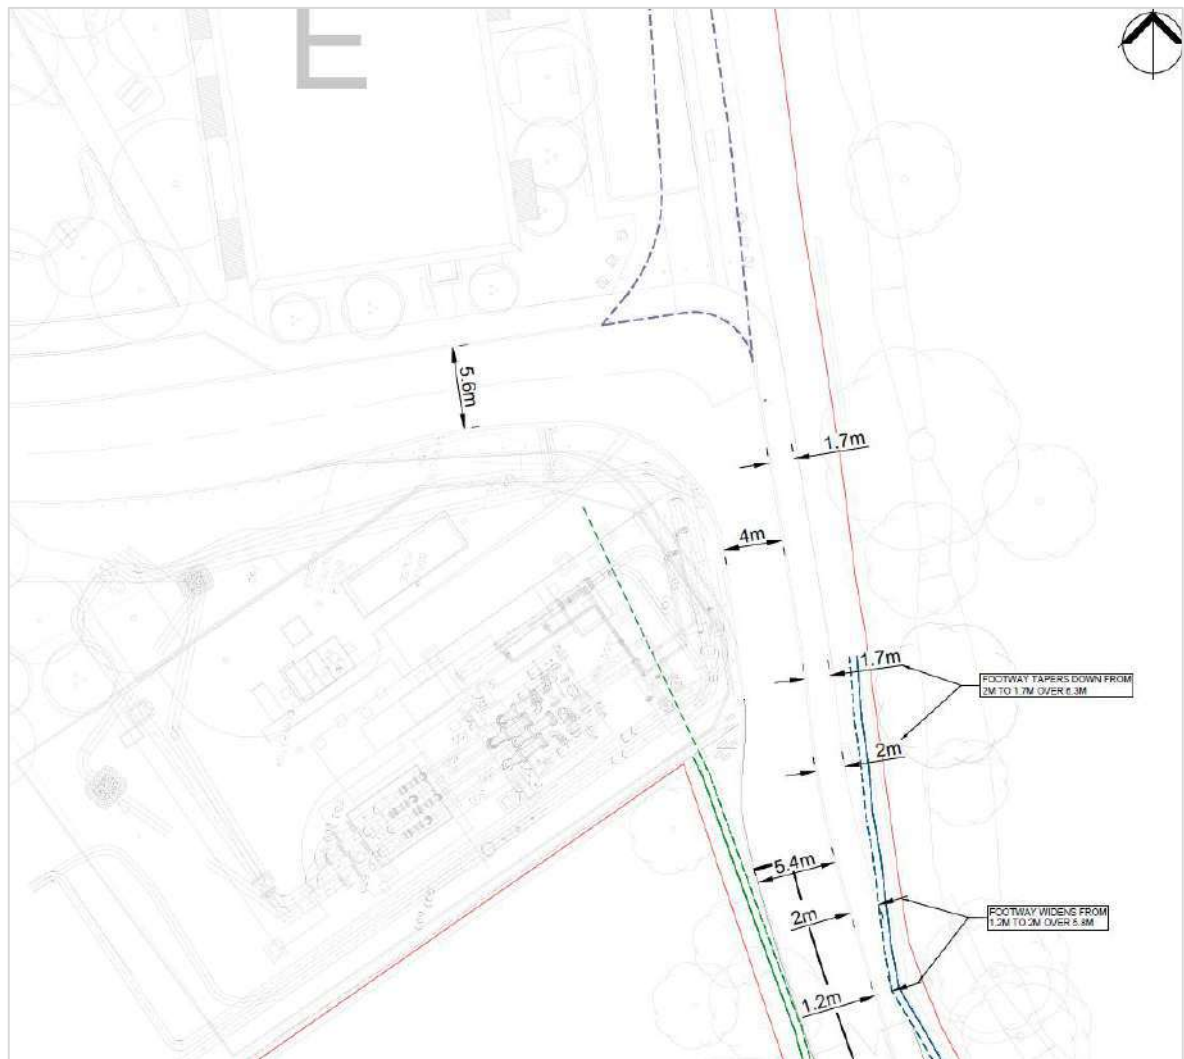 E
5.6m
1.7m
4m
1.7m
FOOTWAY TAPERS DOWN FROM
2M TO 1.7M OVER 6.3M
2m
5.4m
2m
FOOTWAY WIDENS FROM
1.2M TO 2M OVER 5.8M
1.2m